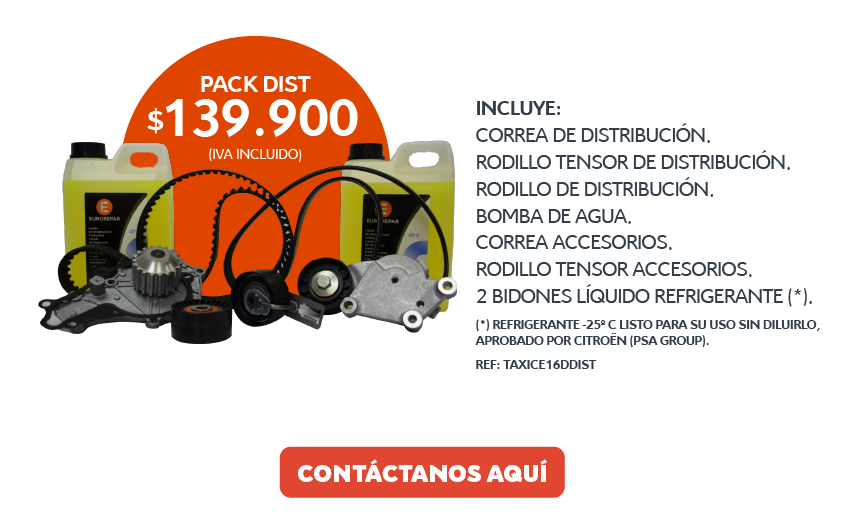 PACK DIST
$139.900
(IVA INCLUIDO)
INCLUYE:
CORREA DE DISTRIBUCIÓN.
RODILLO TENSOR DE DISTRIBUCIÓN.
RODILLO DE DISTRIBUCIÓN.
BOMBA DE AGUA.
CORREA ACCESORIOS.
RODILLO TENSOR ACCESORIOS.
2 BIDONES LÍQUIDO REFRIGERANTE (*).
(*) REFRIGERANTE -25º C LISTO PARA SU USO SIN DILUIRLO,
APROBADO POR CITROËN (PSA GROUP).
REF: TAXICE16DDIST
EUROREPAR
CONTÁCTANOS AQUÍ